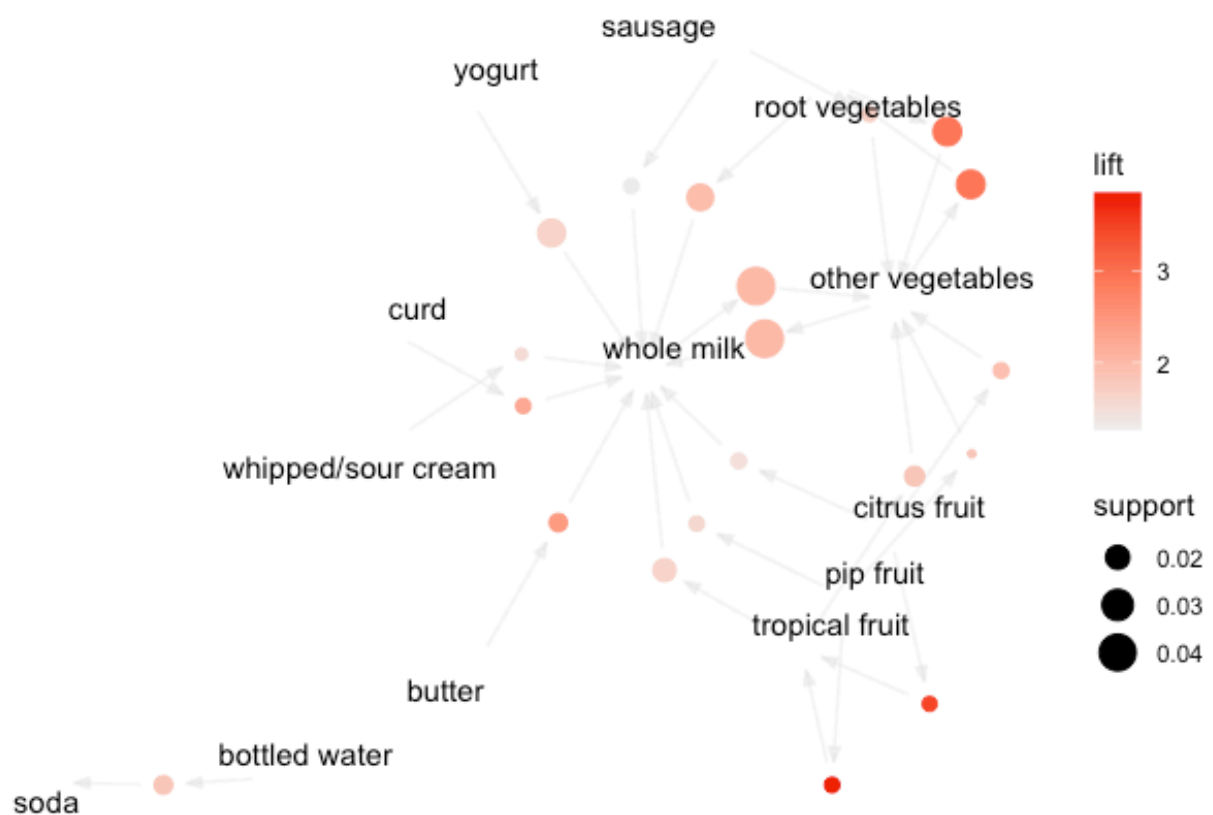 sausage
yogurt
root vegetables
lift
3
other vegetables
curd
whole milk
2
whipped/sour cream
citrus fruit
support
0.02
pip fruit
0.03
tropical fruit
0.04
butter
bottled water
soda